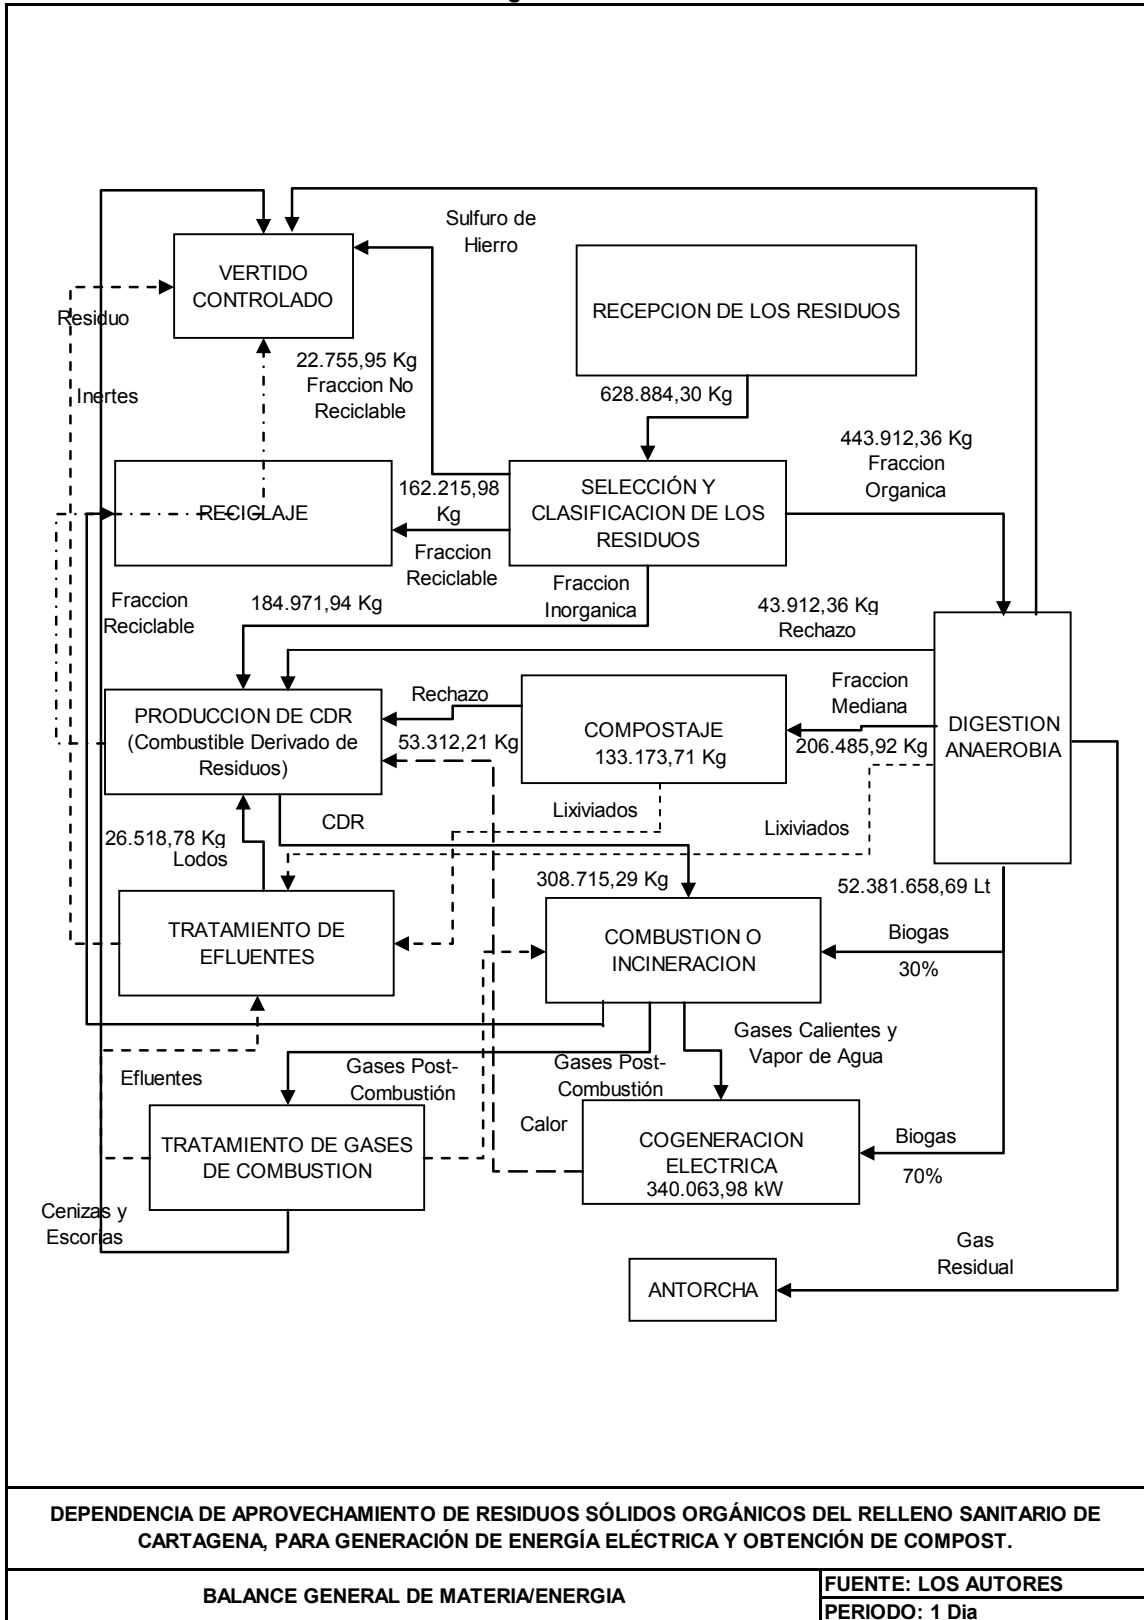 Sulfuro de
Hierro
VERTIDO
CONTROLADO
RECEPCION DE LOS RESIDUOS
Residuo
Inertes
22.755,95 Kg
Fraccion No
Reciclable
628.884,30 Kg
443.912,36 Kg
Fraccion
Organica
RECICLAJE
162.215,98
Kg
SELECCIÓN Y
CLASIFICACION DE LOS
RESIDUOS
Fraccion
Reciclable
Fraccion
Inorganica
Fraccion
Reciclable
184.971,94 Kg
43.912,36 Kg
Rechazo
PRODUCCION DE CDR
(Combustible Derivado de
Residuos)
Rechazo
53.312,21 Kg
COMPOSTAJE
133.173,71 Kg
Fraccion
Mediana
206.485,92 Kg
DIGESTION
ANAEROBIA
CDR
Lixiviados
Lixiviados
26.518,78 Kg
Lodos
308.715,29 Kg
52.381.658,69 Lt
TRATAMIENTO DE
EFLUENTES
COMBUSTION O
INCINERACION
Biogas
30%
Gases Calientes y
Vapor de Agua
Efluentes
Gases Post-
Combustión
Gases Post-
Combustión
TRATAMIENTO DE GASES
DE COMBUSTION
Calor
COGENERACION
ELECTRICA
340.063,98 kW
Biogas
70%
Cenizas y
Escorias
Gas
Residual
ANTORCHA
DEPENDENCIA DE APROVECHAMIENTO DE RESIDUOS SÓLIDOS ORGÁNICOS DEL RELLENO SANITARIO DE
CARTAGENA, PARA GENERACIÓN DE ENERGÍA ELÉCTRICA Y OBTENCIÓN DE COMPOST.
BALANCE GENERAL DE MATERIA/ENERGIA
FUENTE: LOS AUTORES
PERIODO: 1 Dia